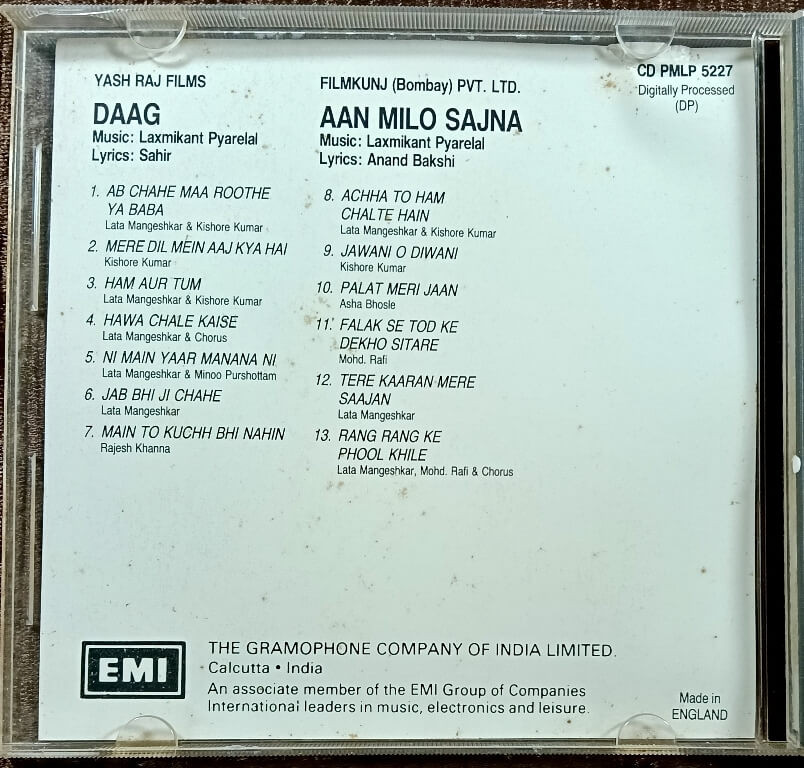 YASH RAJ FILMS
DAAG
Music: Laxmikant Pyarelal
Lyrics: Sahir
1. AB CHAHE MAA ROOTHE
YA BABA
Lata Mangeshkar & Kishore Kumar
2. MERE DIL MEIN AAJ KYA HAI
Kishore Kumar
3. HAM AUR TUM
Lata Mangeshkar & Kishore Kumar
4. HAWA CHALE KAISE
Lata Mangeshkar & Chorus
5. NI MAIN YAAR MANANA NI
Lata Mangeshkar & Minoo Purshottam
6. JAB BHI JI CHAHE
Lata Mangeshkar
7. MAIN TO KUCHH BHI NAHIN
Rajesh Khanna
FILMKUNJ (Bombay) PVT. LTD.
AAN MILO SAJNA
Music: Laxmikant Pyarelal
Lyrics: Anand Bakshi
8. ACHHA TO HAM
CHALTE HAIN
Lata Mangeshkar & Kishore Kumar
9. JAWANI O DIWANI
Kishore Kumar
10. PALAT MERI JAAN
Asha Bhosle
11. FALAK SE TOD KE
DEKHO SITARE
Mohd. Rafi
12. TERE KAARAN MERE
SAAJAN
Lata Mangeshkar
13. RANG RANG KE
PHOOL KHILE
Lata Mangeshkar, Mohd. Rafi & Chorus
CD PMLP 5227
Digitally Processed
(DP)
EMI
THE GRAMOPHONE COMPANY OF INDIA LIMITED.
Calcutta • India
An associate member of the EMI Group of Companies
International leaders in music, electronics and leisure.
Made in
ENGLAND